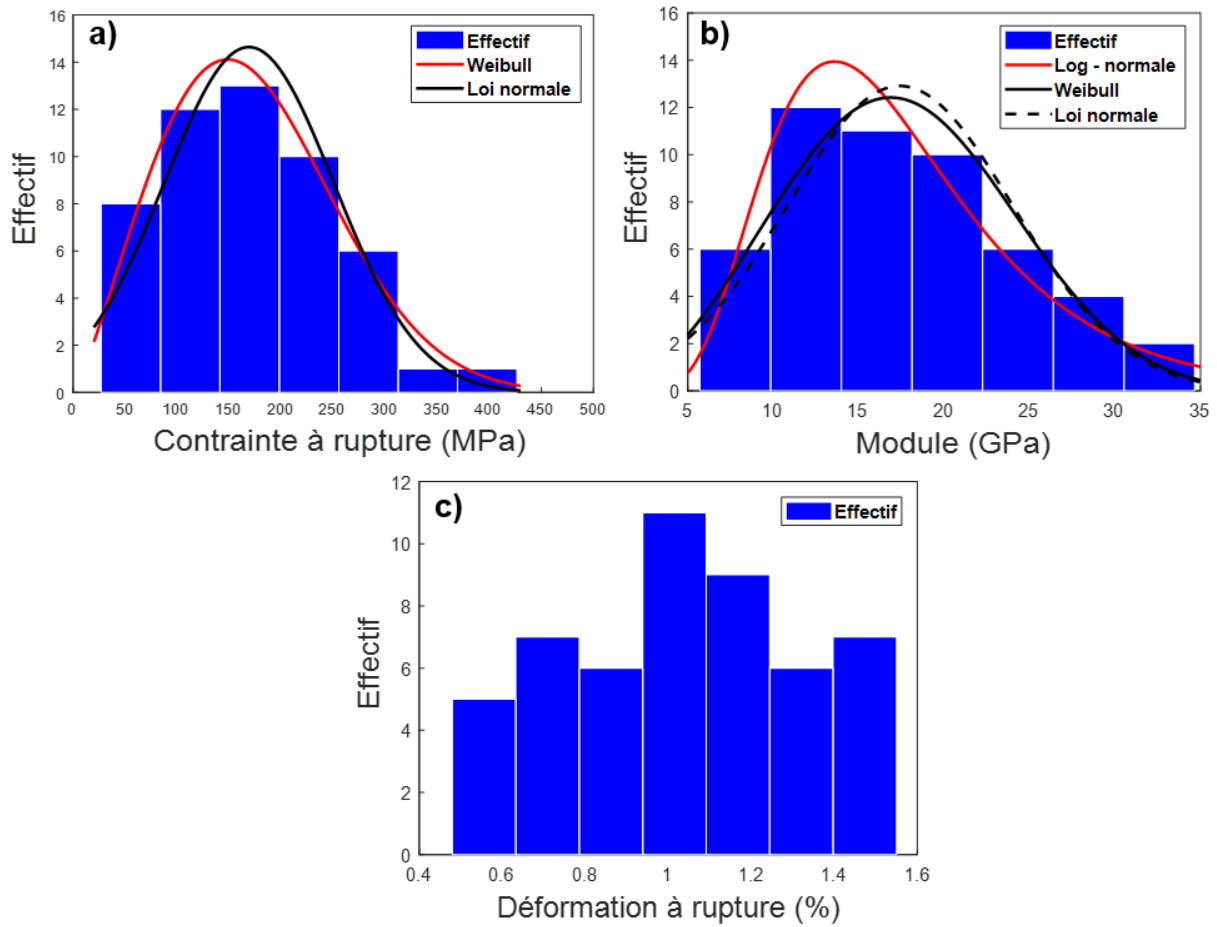 a)
16
14
12
10
8
6
4
2
0
Effectif
Effectif
Weibull
Loi normale
0 50 100 150 200 250 300 350 400 450 500
Contrainte à rupture (MPa)
b)
16
14
12
10
8
6
4
2
0
Effectif
Effectif
Log - normale
Weibull
Loi normale
5 10 15 20 25 30 35
Module (GPa)
c)
12
10
8
6
4
2
0
Effectif
Effectif
0.4 0.6 0.8 1 1.2 1.4 1.6
Déformation à rupture (%)